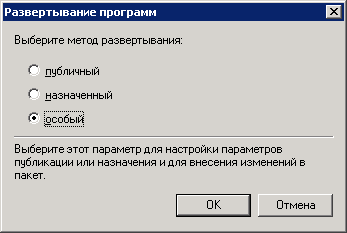 Развертывание программ
Выберите метод развертывания:
публичный
назначенный
особый
Выберите этот параметр для настройки параметров
публикации или назначения и для внесения изменений в
пакет.
OK
Отмена